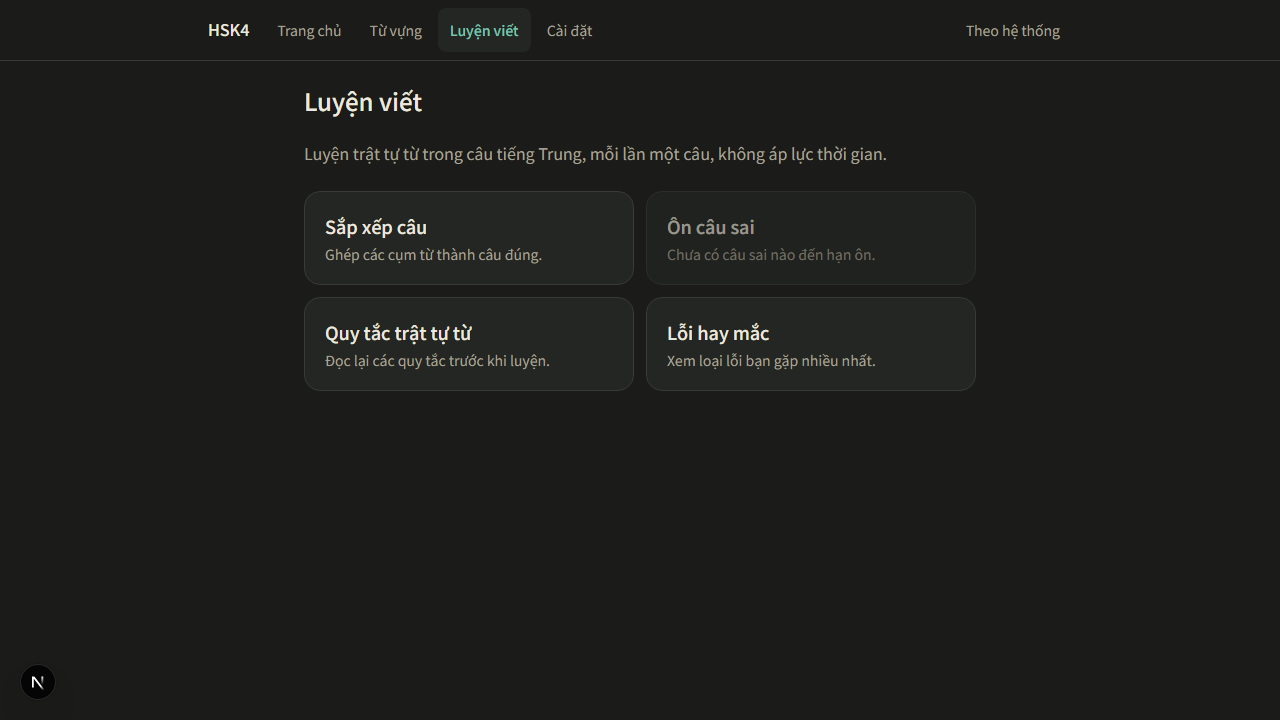 HSK4 Trang chủ Từ vựng Luyện viết Cài đặt Theo hệ thống
Luyện viết
Luyện trật tự từ trong câu tiếng Trung, mỗi lần một câu, không áp lực thời gian.
Sắp xếp câu
Ghép các cụm từ thành câu đúng.
Ôn câu sai
Chưa có câu sai nào đến hạn ôn.
Quy tắc trật tự từ
Đọc lại các quy tắc trước khi luyện.
Lỗi hay mắc
Xem loại lỗi bạn gặp nhiều nhất.
N